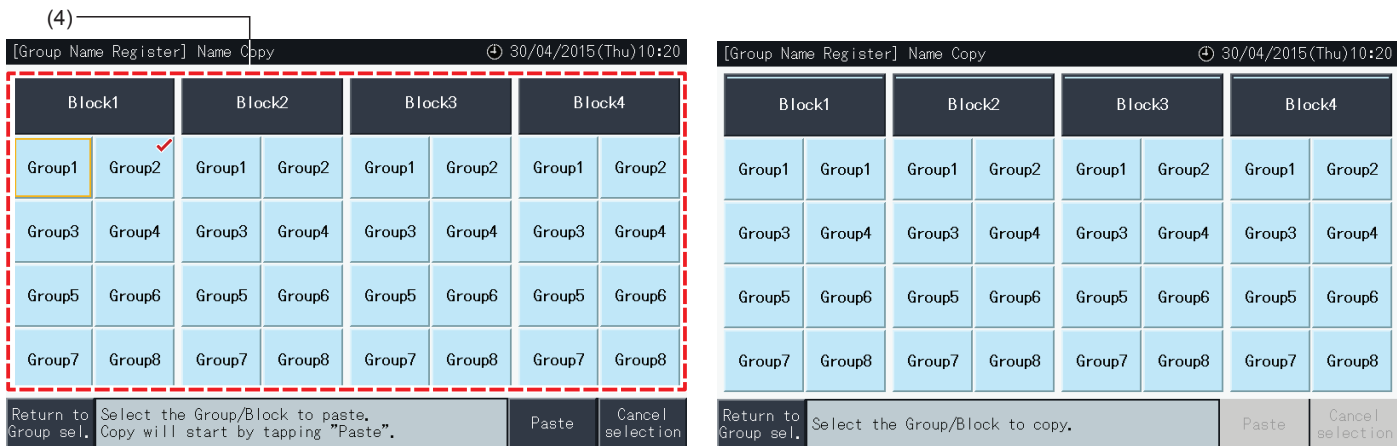 (4)
[Group Name Register] Name Copy 30/04/2015(Thu)10:20
Block1 Block2 Block3 Block4
Group1 Group2 Group1 Group2 Group1 Group2 Group1 Group2
Group3 Group4 Group3 Group4 Group3 Group4 Group3 Group4
Group5 Group6 Group5 Group6 Group5 Group6 Group5 Group6
Group7 Group8 Group7 Group8 Group7 Group8 Group7 Group8
Return to
Group sel.
Select the Group/Block to paste.
Copy will start by tapping "Paste".
Paste
Cancel
selection
[Group Name Register] Name Copy 30/04/2015(Thu)10:20
Block1 Block2 Block3 Block4
Group1 Group1 Group1 Group2 Group1 Group2 Group1 Group2
Group3 Group4 Group3 Group4 Group3 Group4 Group3 Group4
Group5 Group6 Group5 Group6 Group5 Group6 Group5 Group6
Group7 Group8 Group7 Group8 Group7 Group8 Group7 Group8
Return to
Group sel.
Select the Group/Block to copy.
Paste
Cancel
selection